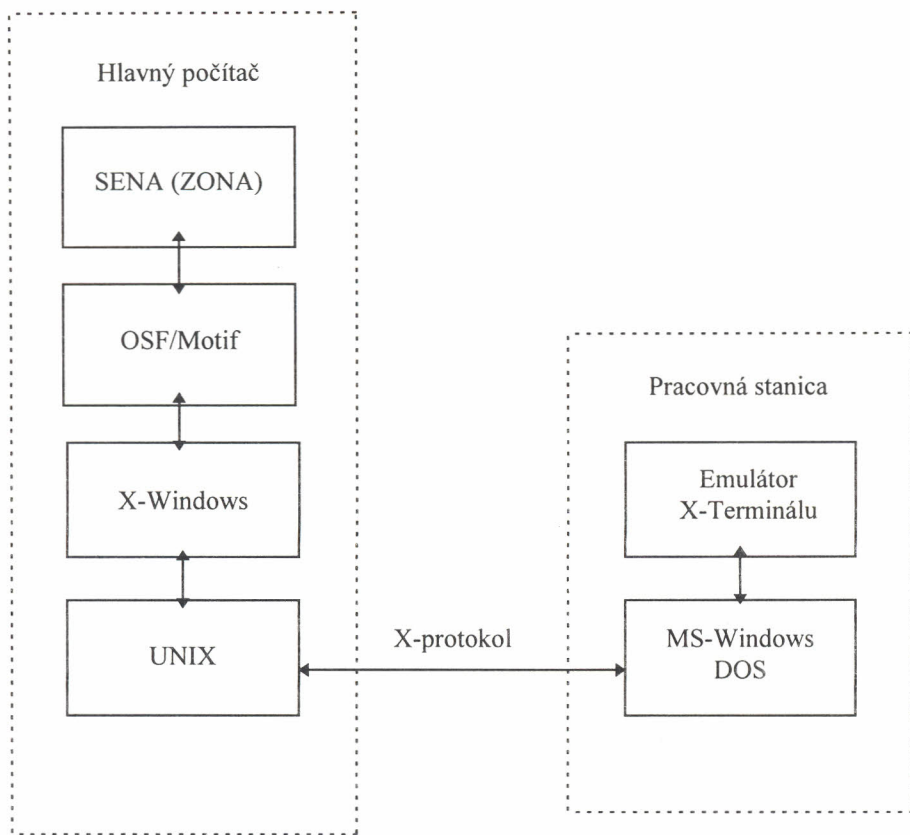 Hlavný počítač
SENA (ZONA)
OSF/Motif
X-Windows
UNIX
X-protokol
Pracovná stanica
Emulátor
X-Terminálu
MS-Windows
DOS